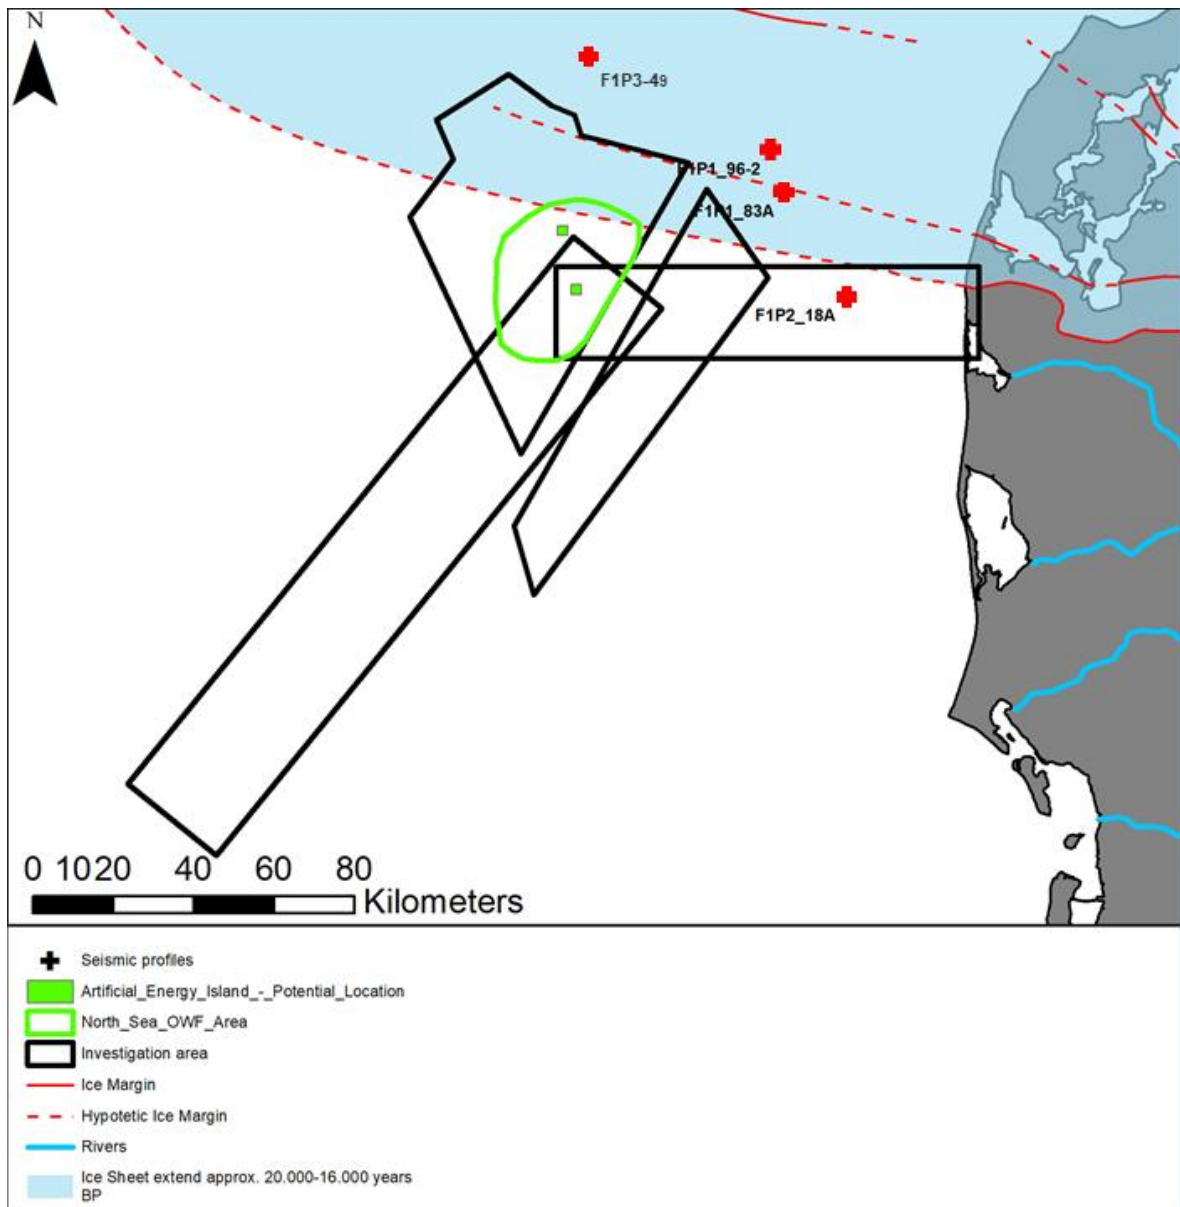 N
F1P3-49
F1P1_96-2
F1P1_83A
F1P2_18A
0 10 20 40 60 80
Kilometers
Seismic profiles
Artificial_Energy_Island_-_Potential_Location
North_Sea_OWF_Area
Investigation area
Ice Margin
Hypotetic Ice Margin
Rivers
Ice Sheet extend approx. 20.000-16.000 years
BP